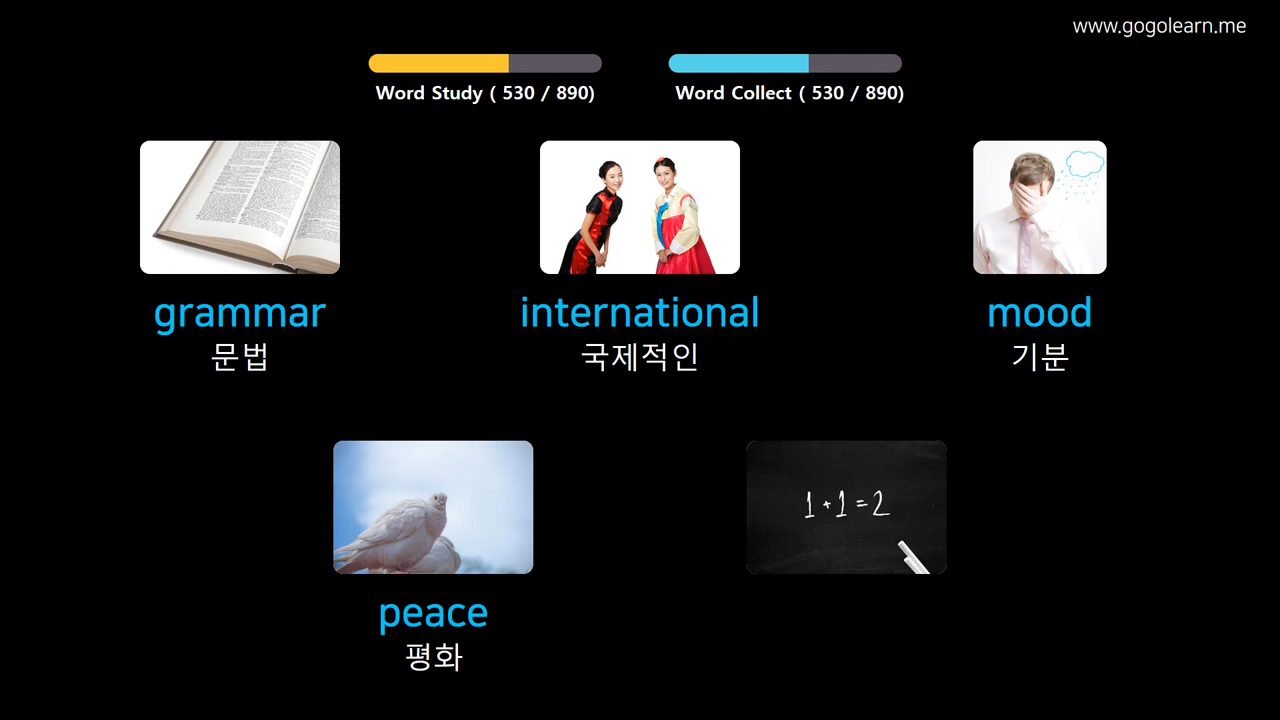 www.gogolearn.me
Word Study ( 530 / 890)
Word Collect ( 530 / 890)
grammar
문법
international
국제적인
mood
기분
1+1=2
peace
평화